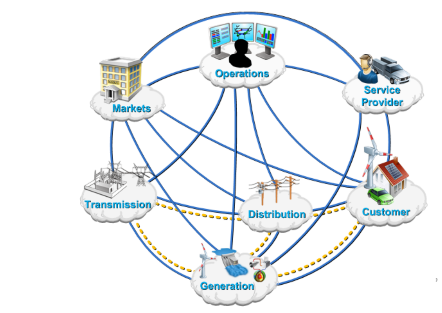 Operations
Markets
Service
Provider
Transmission
Distribution
Customer
Generation